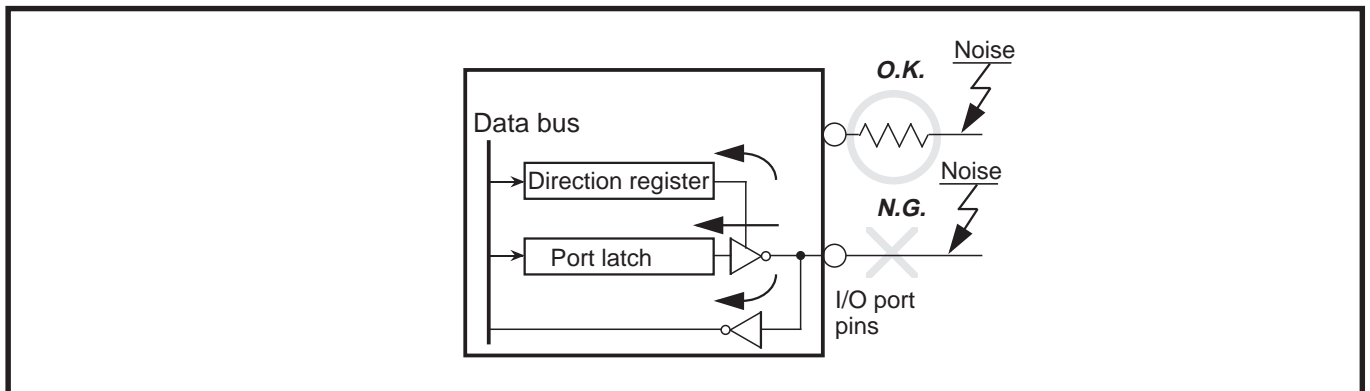 Noise
O.K.
Data bus
Direction register
Noise
N.G.
Port latch
I/O port
pins